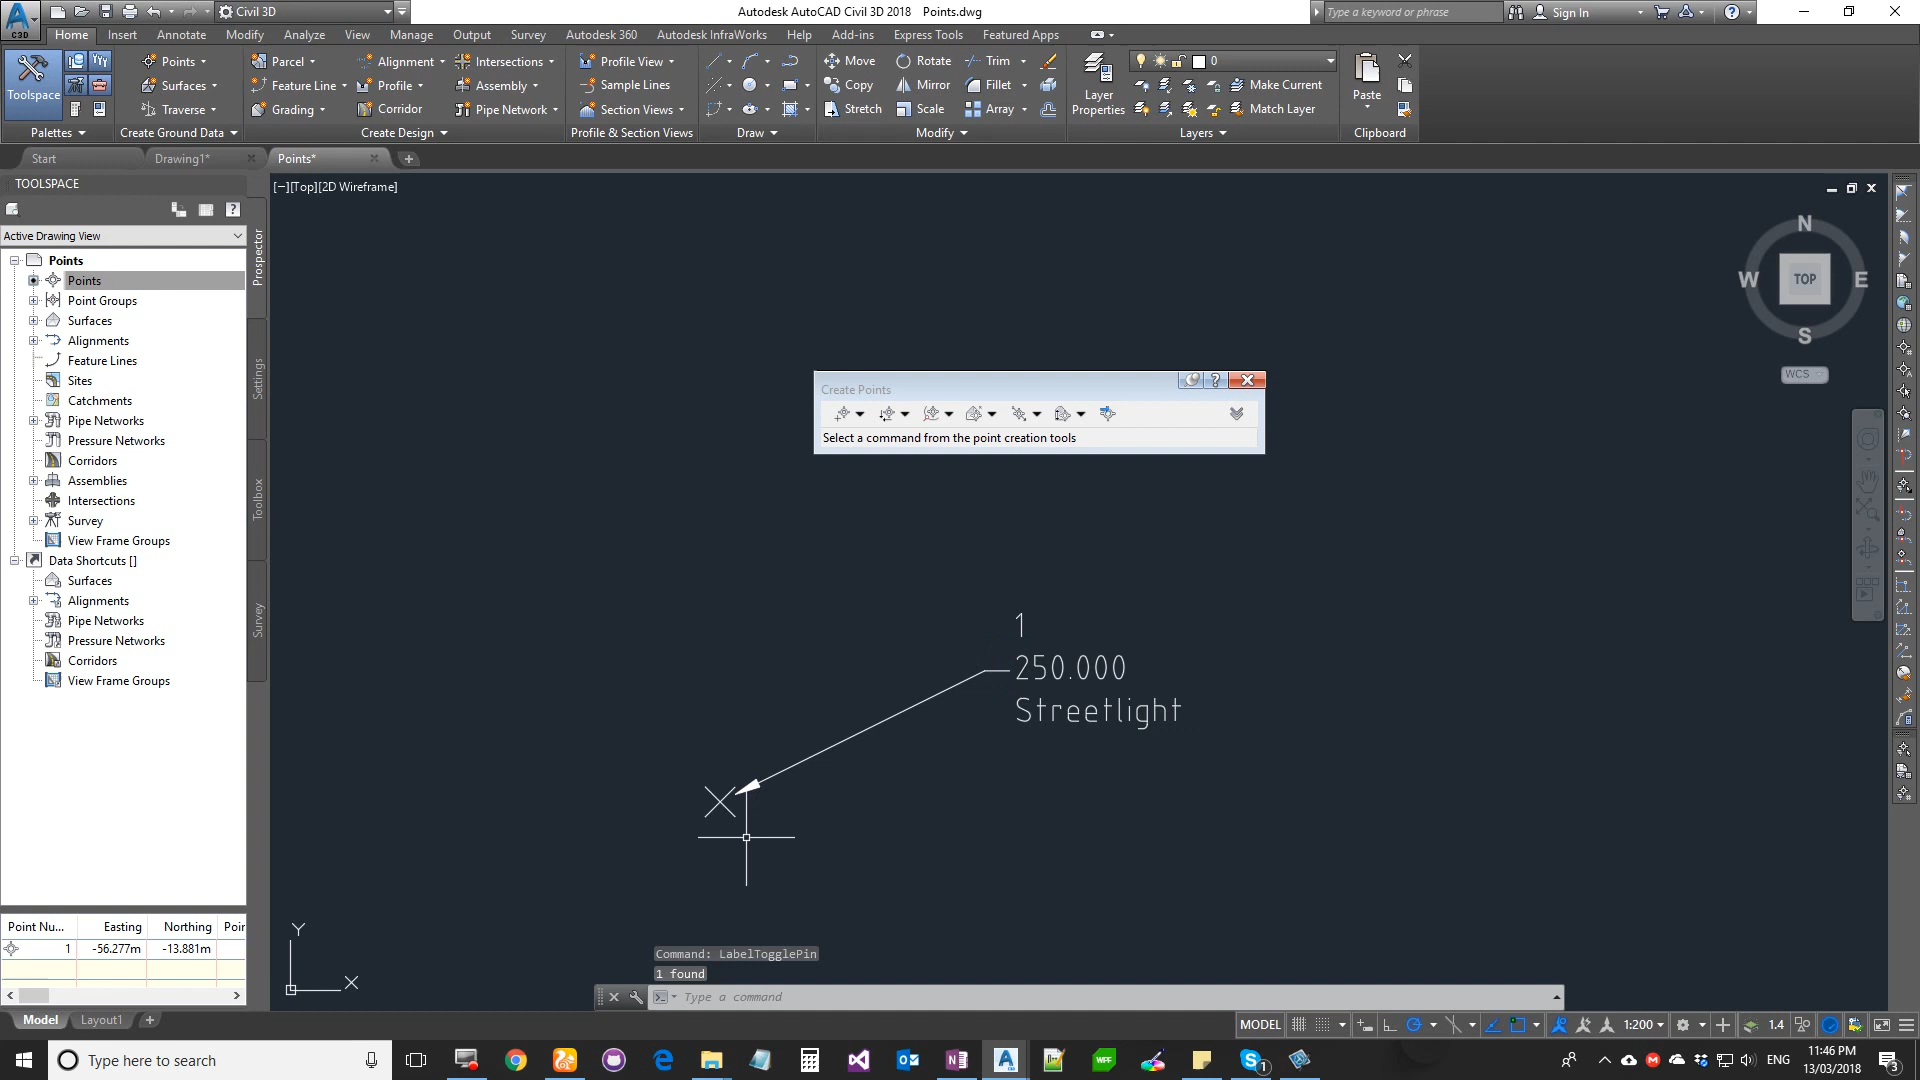 Civil 3D
Autodesk AutoCAD Civil 3D 2018 Points.dwg
Type a keyword or phrase
Sign In
C3D
Home Insert Annotate Modify Analyze View Manage Output Survey Autodesk 360 Autodesk InfraWorks Help Add-ins Express Tools Featured Apps
Points Parcel Alignment Intersections Profile View Move Rotate Trim 0
Toolspace Surfaces Feature Line Profile Assembly Sample Lines Copy Mirror Fillet Layer Properties Make Current Paste
Traverse Grading Corridor Pipe Network Section Views Stretch Scale Array Match Layer
Palettes Create Ground Data Create Design Profile & Section Views Draw Modify Layers Clipboard
Start Drawing1* Points*
TOOLSPACE
[−][Top][2D Wireframe]
Active Drawing View
Points
Points
Point Groups
Surfaces
Alignments
Feature Lines
Sites
Catchments
Pipe Networks
Pressure Networks
Corridors
Assemblies
Intersections
Survey
View Frame Groups
Data Shortcuts []
Surfaces
Alignments
Pipe Networks
Pressure Networks
Corridors
View Frame Groups
Prospector
Settings
Toolbox
Survey
N
W TOP E
S
WCS
Create Points
Select a command from the point creation tools
1
250.000
Streetlight
Point Nu... Easting Northing Poir
1 -56.277m -13.881m
Y
X
Command: LabelTogglePin
1 found
Type a command
Model Layout1
MODEL 1:200 1.4
Type here to search
WPF
1
ENG
11:46 PM
13/03/2018
3